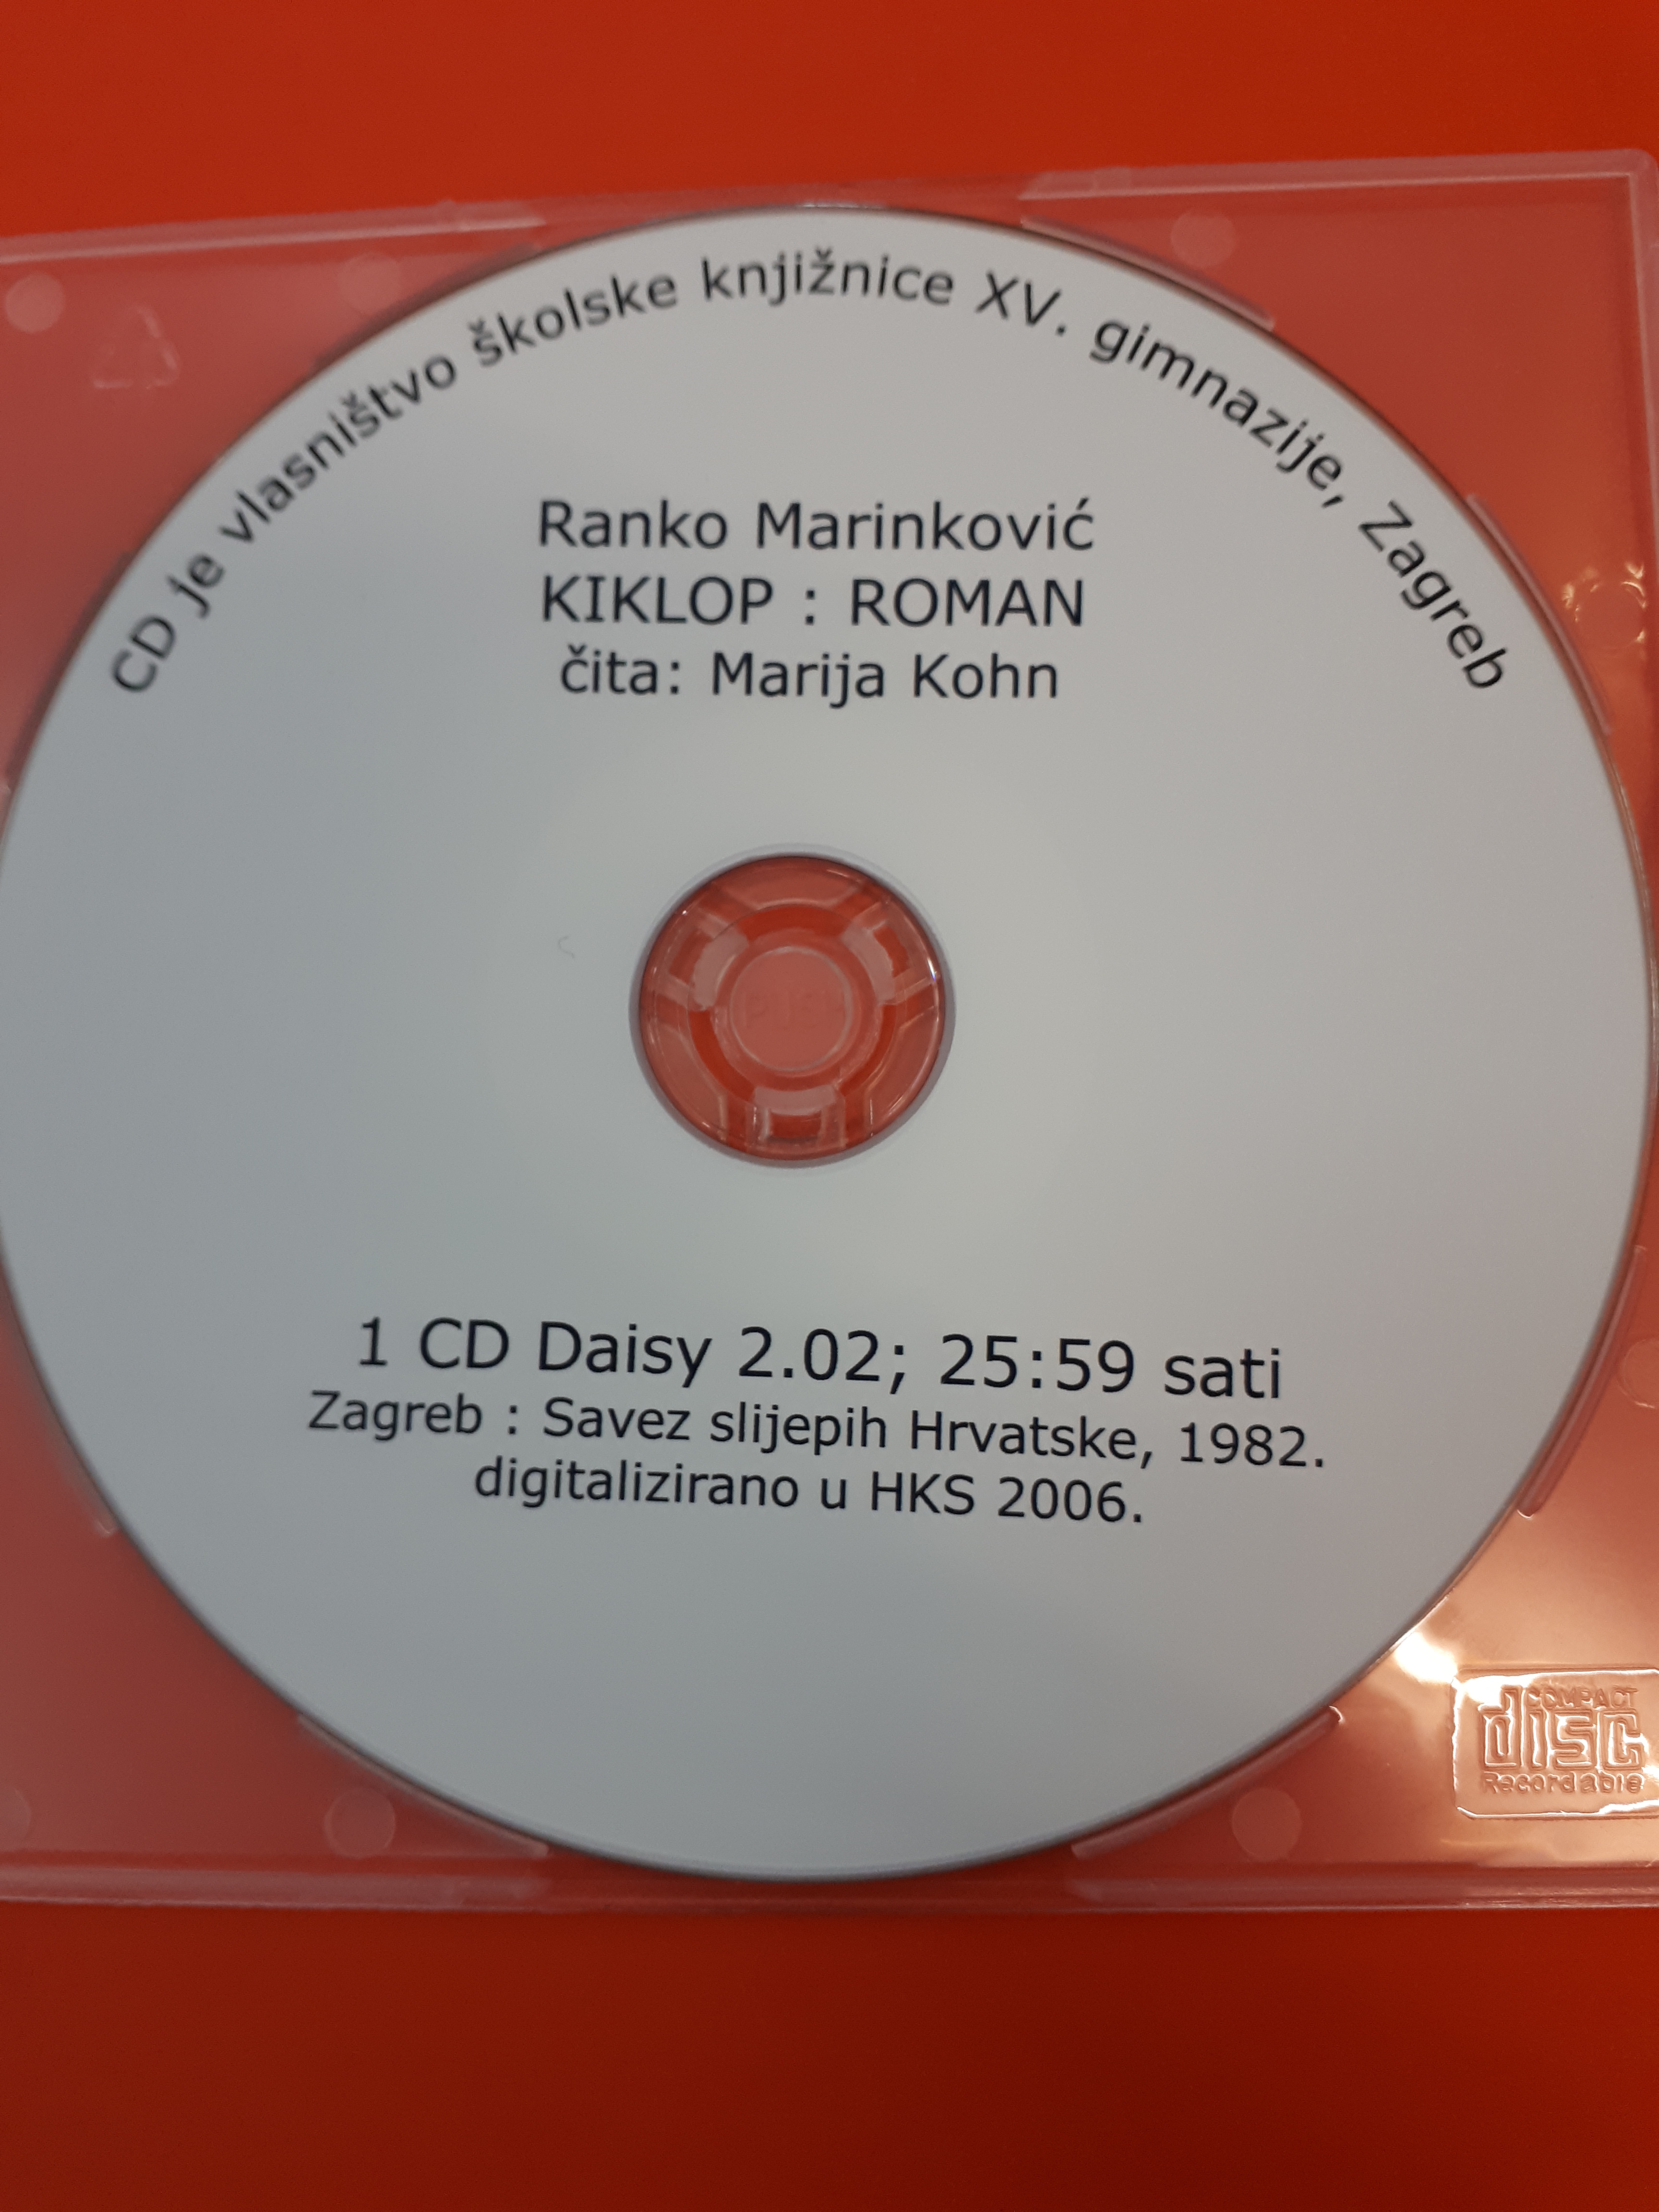 CD je vlasništvo školske knjižnice XV. gimnazije, Zagreb
Ranko Marinković
KIKLOP : ROMAN
čita: Marija Kohn
PUSH
1 CD Daisy 2.02; 25:59 sati
Zagreb : Savez slijepih Hrvatske, 1982.
digitalizirano u HKS 2006.
COMPACT
disc
Recordable